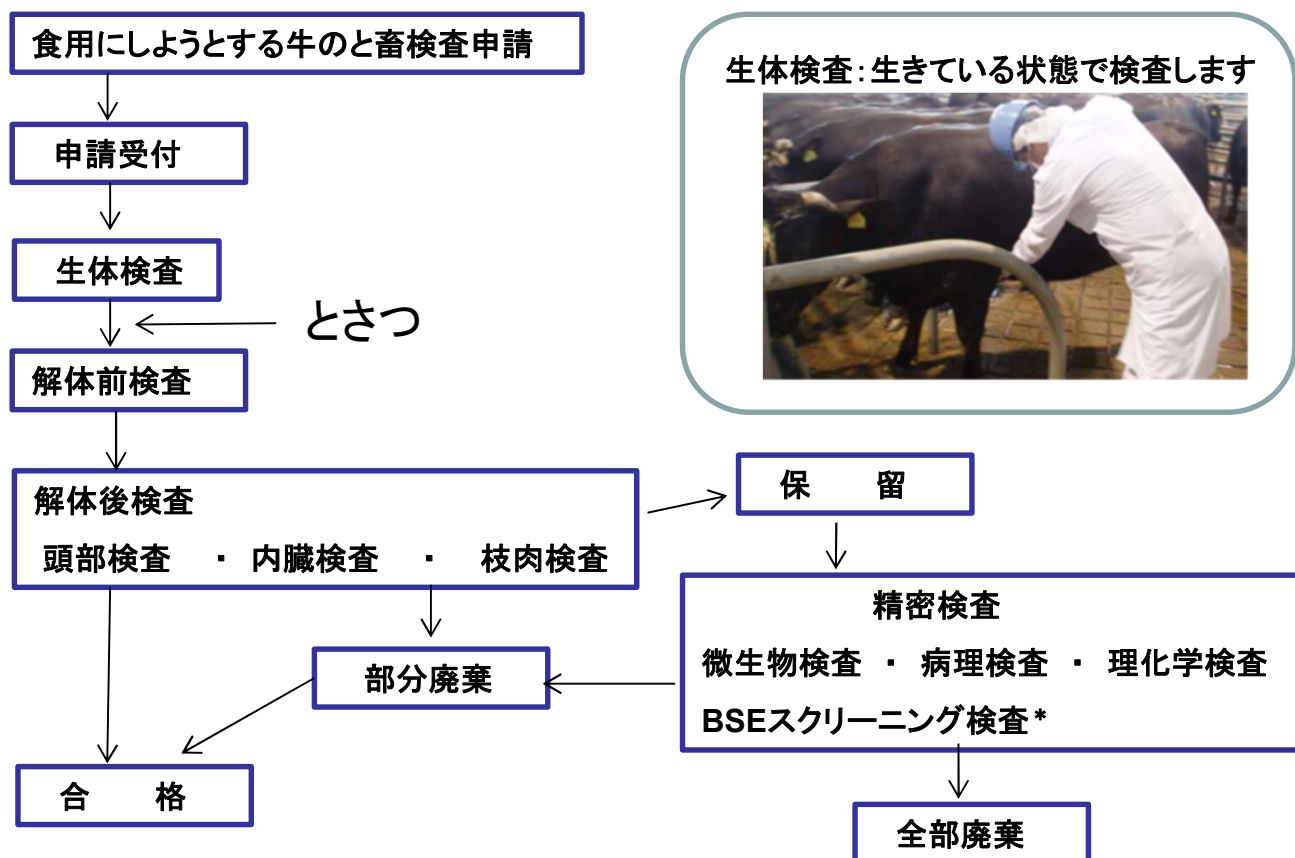 食用にしようとする牛のと畜検査申請
申請受付
生体検査
とさつ
解体前検査
解体後検査
頭部検査 ・ 内臓検査 ・ 枝肉検査
部分廃棄
合 格
生体検査:生きている状態で検査します
保 留
精密検査
微生物検査 ・ 病理検査 ・ 理化学検査
BSEスクリーニング検査*
全部廃棄